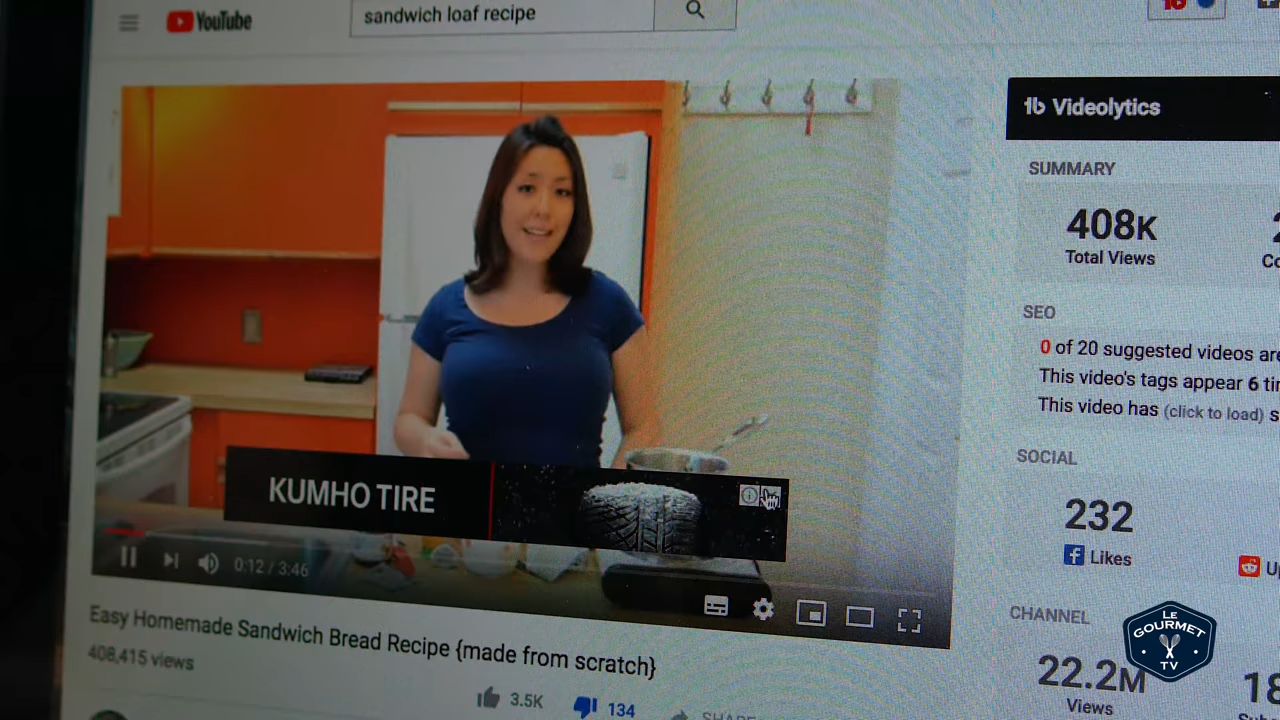 YouTube
sandwich loaf recipe
KUMHO TIRE
0:12 / 3:46
Easy Homemade Sandwich Bread Recipe {made from scratch}
408,415 views
3.5K
134
SHARE
Videolytics
SUMMARY
408K
Total Views
SEO
0 of 20 suggested videos are
This video's tags appear 6
This video has (click to load)
SOCIAL
232
Likes
CHANNEL
22.2M
Views
LE
GOURMET
TV